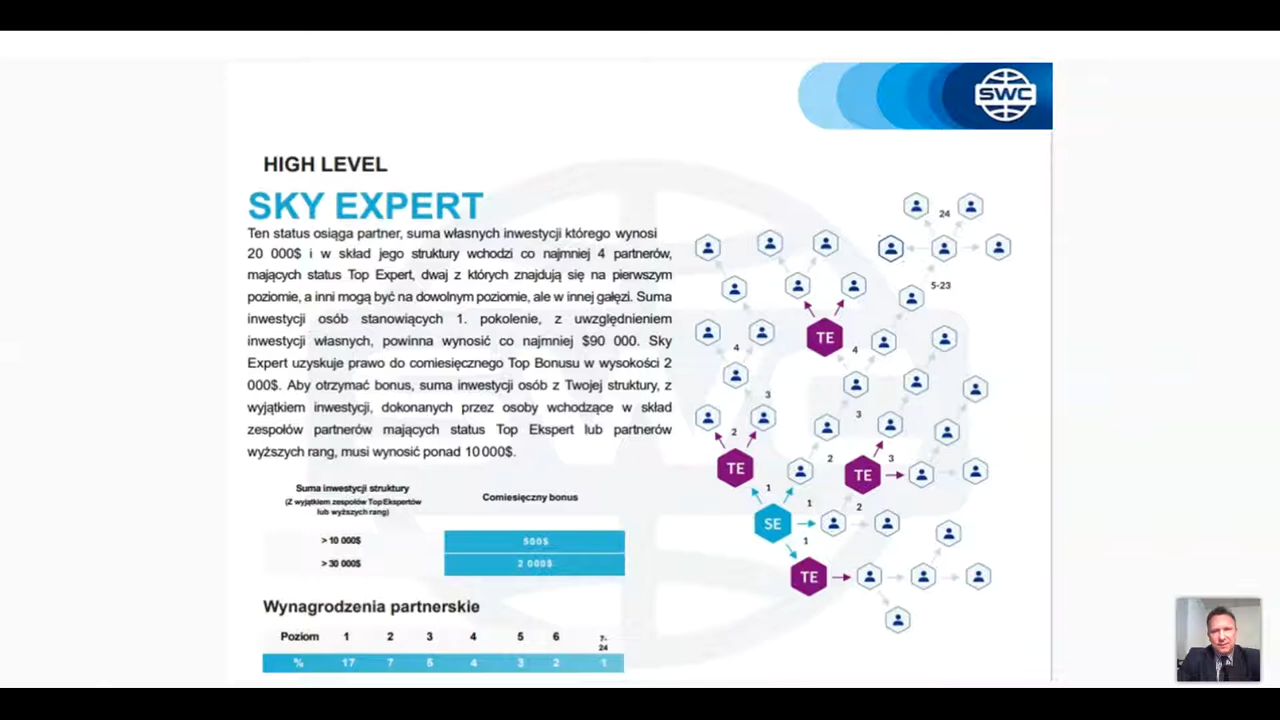 SWC
HIGH LEVEL
SKY EXPERT
Ten status osiąga partner, suma własnych inwestycji którego wynosi
20 000$ i w skład jego struktury wchodzi co najmniej 4 partnerów,
mających status Top Expert, dwaj z których znajdują się na pierwszym
poziomie, a inni mogą być na dowolnym poziomie, ale w innej gałęzi. Suma
inwestycji osób stanowiących 1. pokolenie, z uwzględnieniem
inwestycji własnych, powinna wynosić co najmniej $90 000. Sky
Expert uzyskuje prawo do comiesięcznego Top Bonusu w wysokości 2
000$. Aby otrzymać bonus, suma inwestycji osób z Twojej struktury, z
wyjątkiem inwestycji, dokonanych przez osoby wchodzące w skład
zespołów partnerów mających status Top Ekspert lub partnerów
wyższych rang, musi wynosić ponad 10 000$.
Suma inwestycji struktury
(Z wyjątkiem zespołów Top Ekspertów
lub wyższych rang)
Comiesięczny bonus
> 10 000$ 500$
> 30 000$ 2 000$
Wynagrodzenia partnerskie
Poziom 1 2 3 4 5 6 7-
24
% 17 7 5 4 3 2 1
24
5-23
TE
4
4
3
3
2
TE
2
TE
3
1
SE
1
2
1
TE